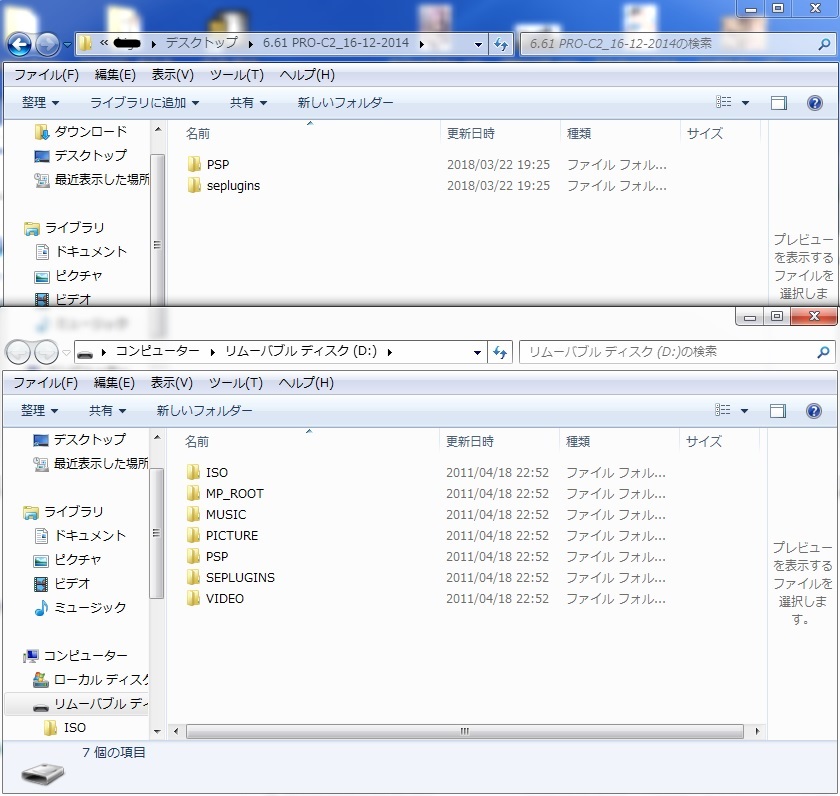 « ▸ デスクトップ ▸ 6.61 PRO-C2_16-12-2014 ▸
6.61 PRO-C2_16-12-2014の検索
ファイル(F) 編集(E) 表示(V) ツール(T) ヘルプ(H)
整理 ▼ ライブラリに追加 ▼ 共有 ▼ 新しいフォルダー
名前 更新日時 種類 サイズ
ダウンロード
デスクトップ
最近表示した場所
ライブラリ
ドキュメント
ピクチャ
ビデオ
ミュージック
PSP 2018/03/22 19:25 ファイル フォル...
seplugins 2018/03/22 19:25 ファイル フォル...
プレビュー
を表示する
ファイルを
選択しま
コンピューター ▸ リムーバブル ディスク (D:) ▸
リムーバブル ディスク (D:)の検索
ファイル(F) 編集(E) 表示(V) ツール(T) ヘルプ(H)
整理 ▼ 共有 ▼ 新しいフォルダー
名前 更新日時 種類 サイズ
デスクトップ
最近表示した場所
ライブラリ
ドキュメント
ピクチャ
ビデオ
ミュージック
コンピューター
ローカル ディスク
リムーバブル ディ
ISO
ISO 2011/04/18 22:52 ファイル フォル...
MP_ROOT 2011/04/18 22:52 ファイル フォル...
MUSIC 2011/04/18 22:52 ファイル フォル...
PICTURE 2011/04/18 22:52 ファイル フォル...
PSP 2011/04/18 22:52 ファイル フォル...
SEPLUGINS 2011/04/18 22:52 ファイル フォル...
VIDEO 2011/04/18 22:52 ファイル フォル...
プレビュー
を表示する
ファイルを
選択しま
す。
7 個の項目